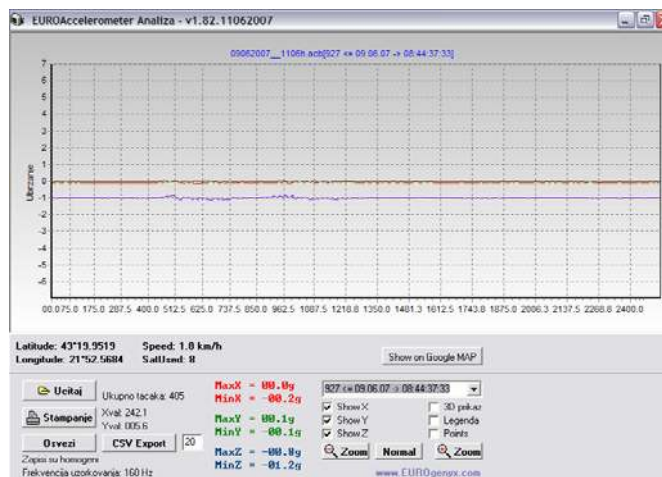 EUROAccelerometer Analiza - v1.82.11062007
09062007__1106h.acb[927 <= 09.06.07 -> 08:44:37:33]
Ubrzanje
7
6
5
4
3
2
1
0
-1
-2
-3
-4
-5
-6
00.075.0 175.0 287.5 400.0 512.5 625.0 737.5 850.0 962.5 1087.5 1218.8 1350.0 1481.3 1612.5 1743.8 1875.0 2006.3 2137.5 2268.8 2400.0
Latitude: 43°19.9519 Speed: 1.0 km/h
Longitude: 21°52.5684 SatUsed: 8
Show on Google MAP
Ucitaj
Ukupno tacaka: 405
Stampanje
Xval: 242.1
Yval: 005.6
Osvezi
CSV Export
20
Zapisi su homogeni
Frekvencija uzorkovanja: 160 Hz
MaxX = 00.0g
MinX = -00.2g
MaxY = 00.1g
MinY = -00.1g
MaxZ = -00.8g
MinZ = -01.2g
927 <= 09.06.07 -> 08:44:37:33
Show X
3D prikaz
Show Y
Legenda
Show Z
Points
Zoom
Normal
Zoom
www.EUROgenyx.com